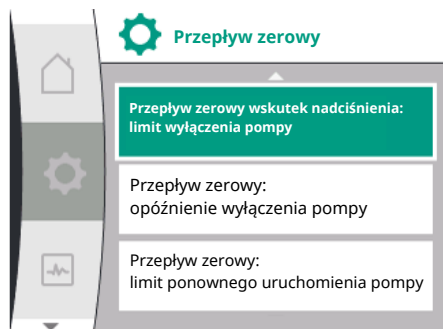 Przepływ zerowy
Przepływ zerowy wskutek nadciśnienia:
limit wyłączenia pompy
Przepływ zerowy:
opóźnienie wyłączenia pompy
Przepływ zerowy:
limit ponownego uruchomienia pompy